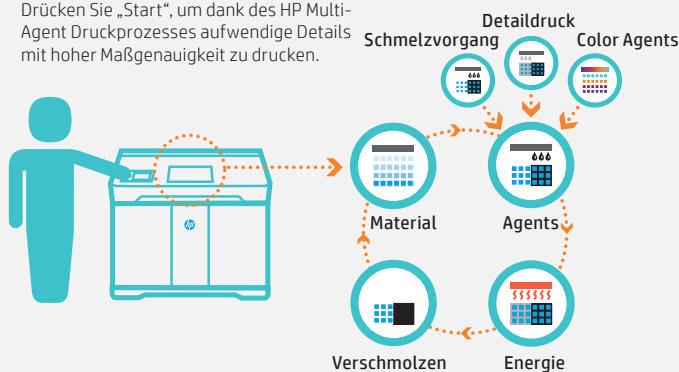 Drücken Sie „Start", um dank des HP Multi-
Agent Druckprozesses aufwendige Details
mit hoher Maßgenauigkeit zu drucken.
Detaildruck
Schmelzvorgang
Color Agents
hp
Material
Agents
Verschmolzen
Energie